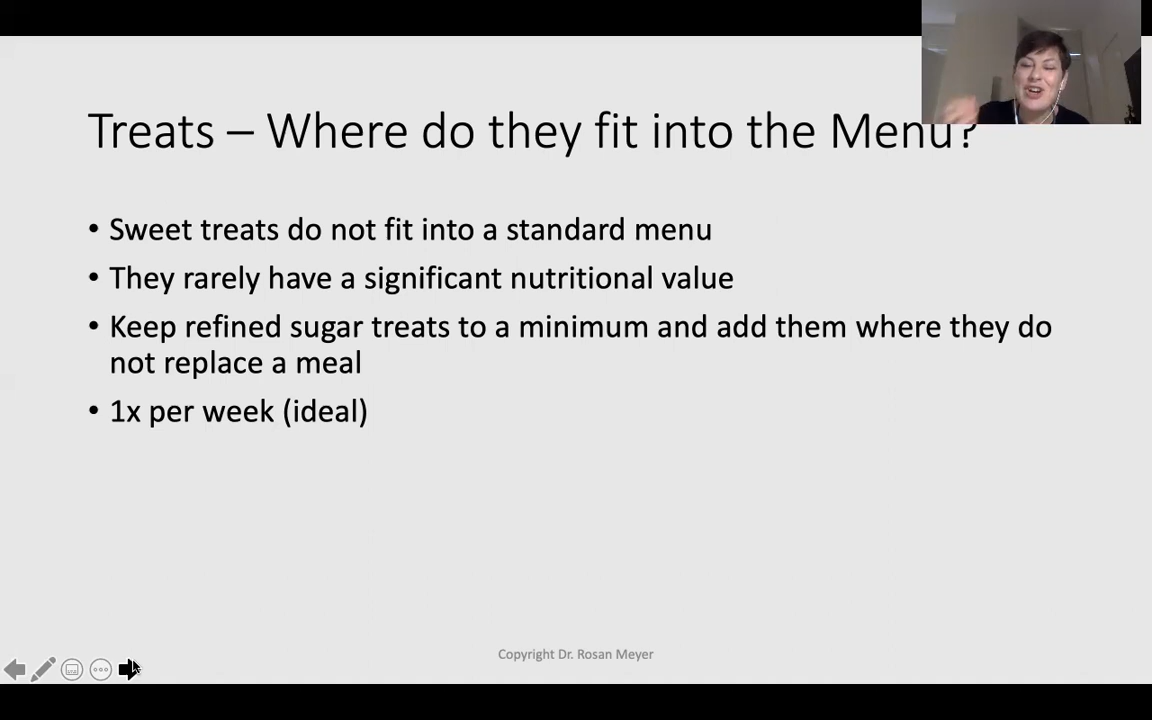 Treats – Where do they fit into the Menu?
• Sweet treats do not fit into a standard menu
• They rarely have a significant nutritional value
• Keep refined sugar treats to a minimum and add them where they do
not replace a meal
• 1x per week (ideal)
Copyright Dr. Rosan Meyer